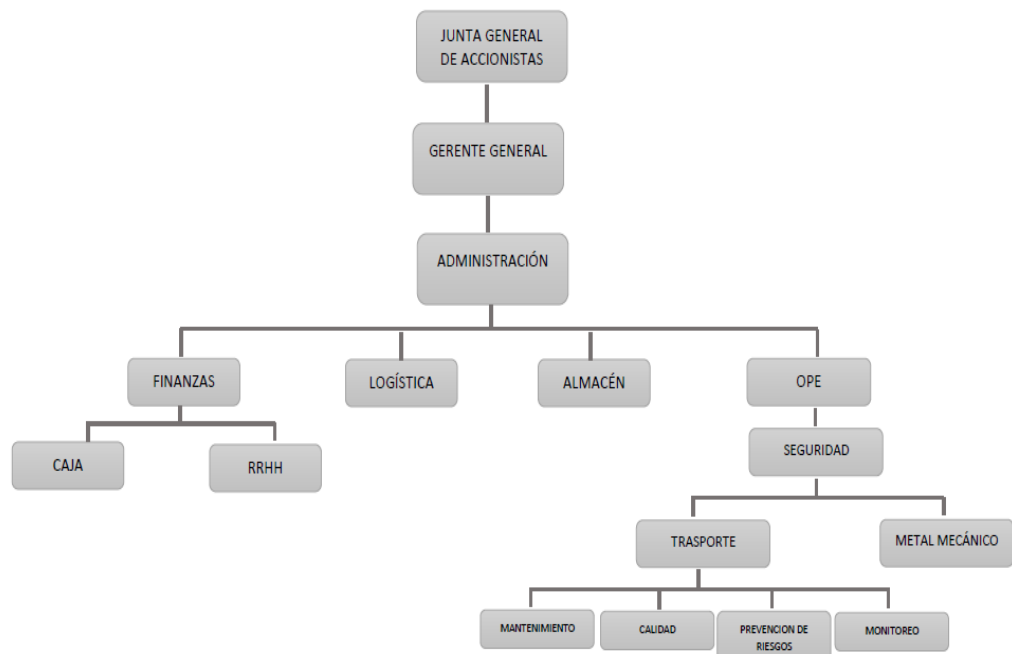 JUNTA GENERAL
DE ACCIONISTAS
GERENTE GENERAL
ADMINISTRACIÓN
FINANZAS
LOGÍSTICA
ALMACÉN
OPE
CAJA
RRHH
SEGURIDAD
TRASPORTE
METAL MECÁNICO
MANTENIMIENTO
CALIDAD
PREVENCION DE
RIESGOS
MONITOREO